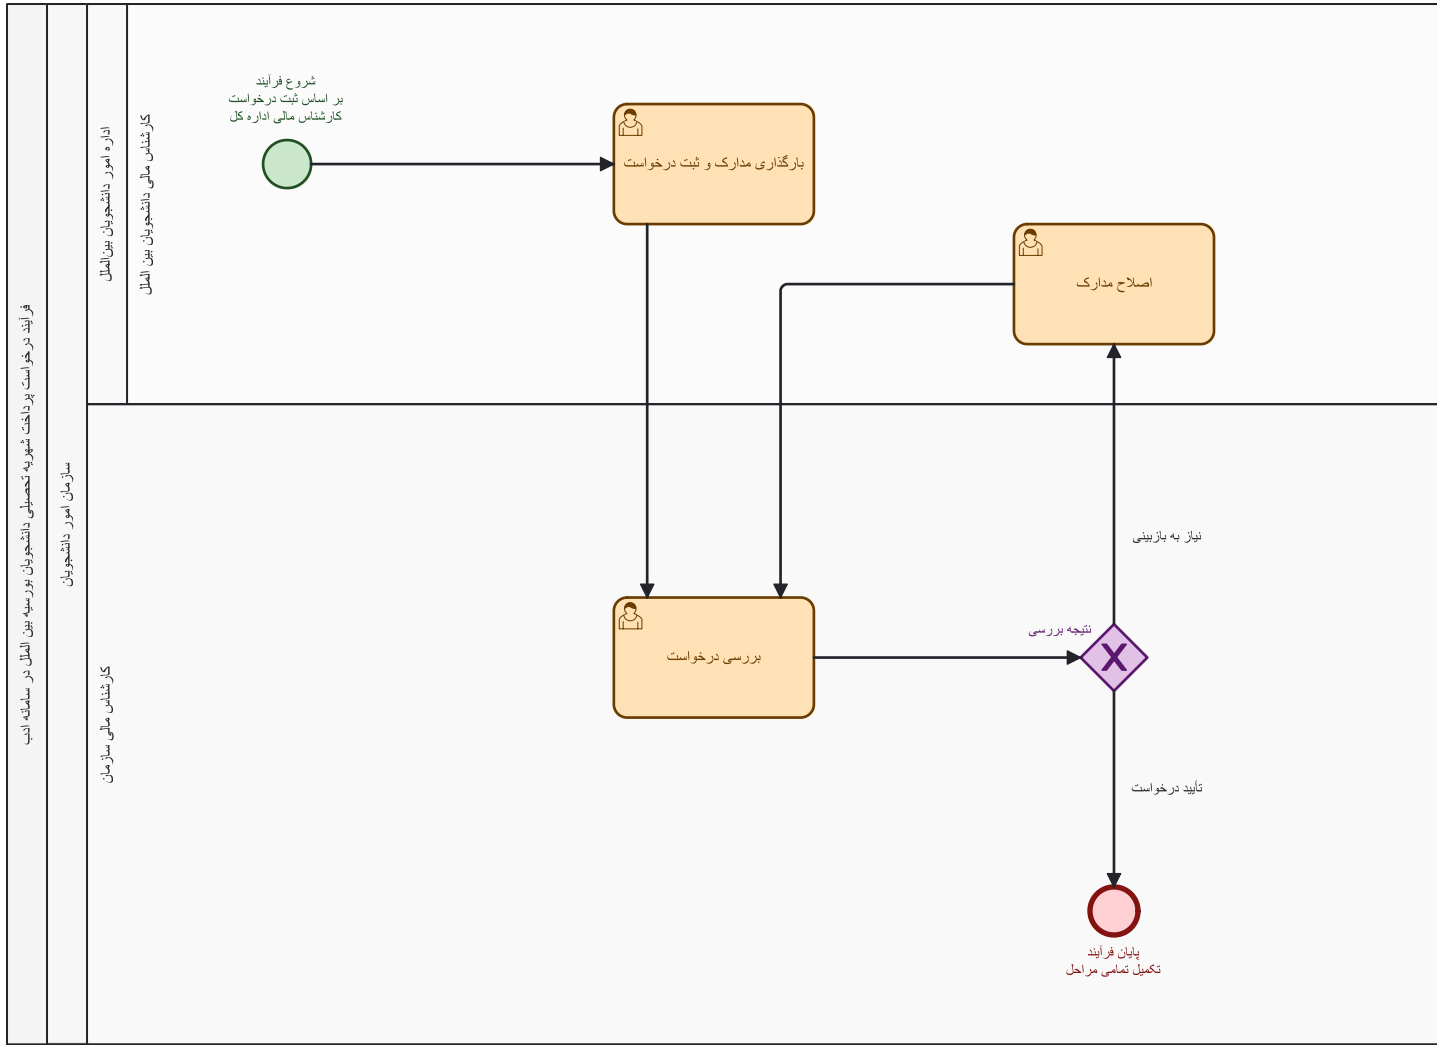 فرآیند درخواست پرداخت شهریه تحصیلی دانشجویان بورسیه بین الملل در سامانه ادب
سازمان امور دانشجویان
اداره امور دانشجویان بین‌الملل
کارشناس مالی دانشجویان بین الملل
شروع فرآیند
بر اساس ثبت درخواست
کارشناس مالی اداره کل
بارگذاری مدارک و ثبت درخواست
اصلاح مدارک
کارشناس مالی سازمان
نیاز به بازبینی
نتیجه بررسی
بررسی درخواست
تأیید درخواست
پایان فرآیند
تکمیل تمامی مراحل